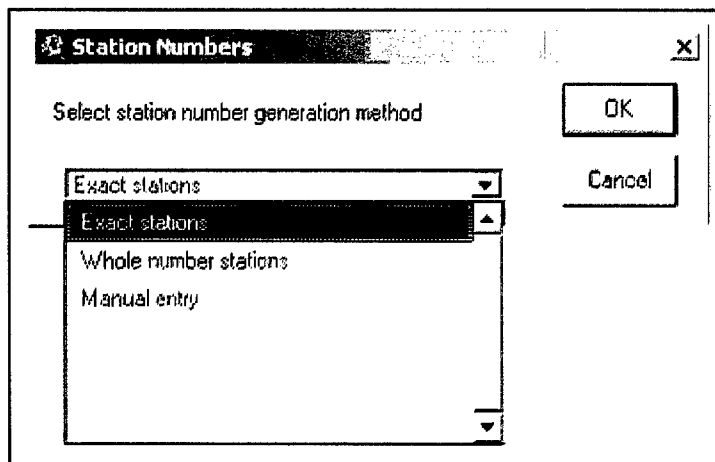 Station Numbers
Select station number generation method
OK
Exact stations
Cancel
Exact stations
Whole number stations
Manual entry